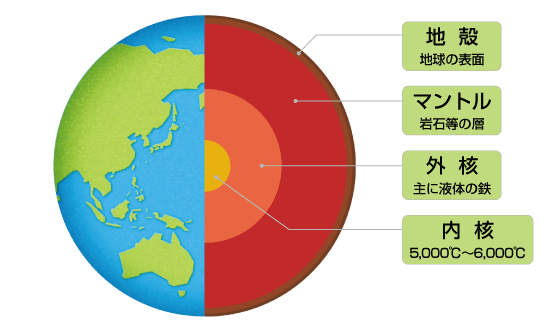 地殻
地球の表面
マントル
岩石等の層
外核
主に液体の鉄
内核
5,000℃～6,000℃